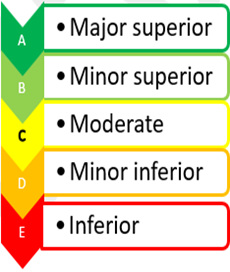 A • Major superior
B • Minor superior
C • Moderate
D • Minor inferior
E • Inferior